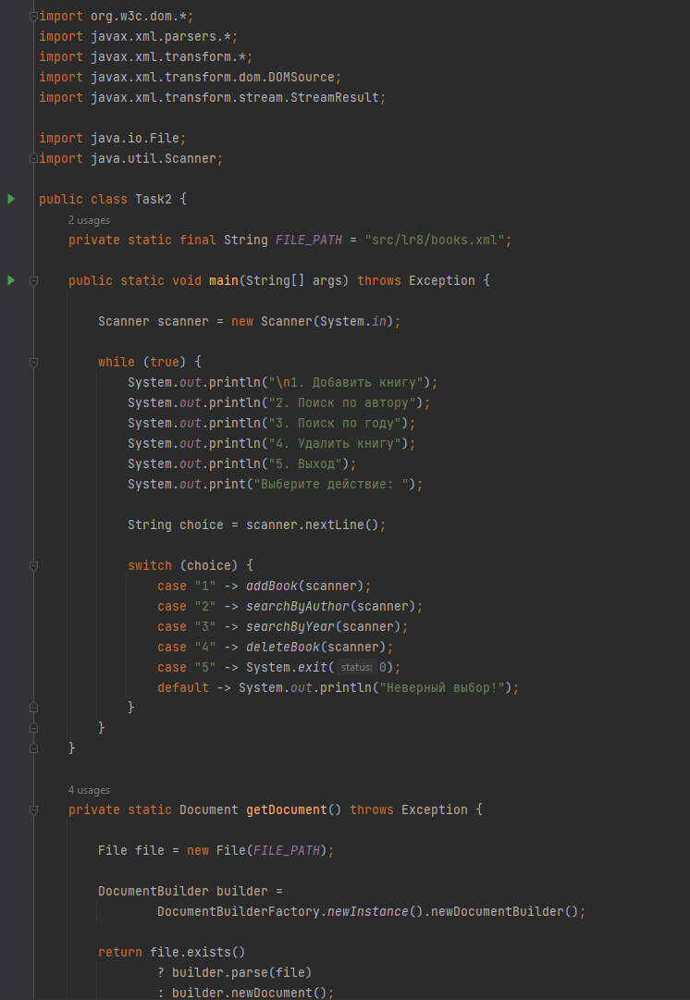 import org.w3c.dom.*;
import javax.xml.parsers.*;
import javax.xml.transform.*;
import javax.xml.transform.dom.DOMSource;
import javax.xml.transform.stream.StreamResult;

import java.io.File;
import java.util.Scanner;

public class Task2 {
    2 usages
    private static final String FILE_PATH = "src/lr8/books.xml";

    public static void main(String[] args) throws Exception {

        Scanner scanner = new Scanner(System.in);

        while (true) {
            System.out.println("\n1. Добавить книгу");
            System.out.println("2. Поиск по автору");
            System.out.println("3. Поиск по году");
            System.out.println("4. Удалить книгу");
            System.out.println("5. Выход");
            System.out.print("Выберите действие: ");

            String choice = scanner.nextLine();

            switch (choice) {
                case "1" -> addBook(scanner);
                case "2" -> searchByAuthor(scanner);
                case "3" -> searchByYear(scanner);
                case "4" -> deleteBook(scanner);
                case "5" -> System.exit( status: 0);
                default -> System.out.println("Неверный выбор!");
            }
        }
    }

    4 usages
    private static Document getDocument() throws Exception {

        File file = new File(FILE_PATH);

        DocumentBuilder builder =
                DocumentBuilderFactory.newInstance().newDocumentBuilder();

        return file.exists()
                ? builder.parse(file)
                : builder.newDocument();